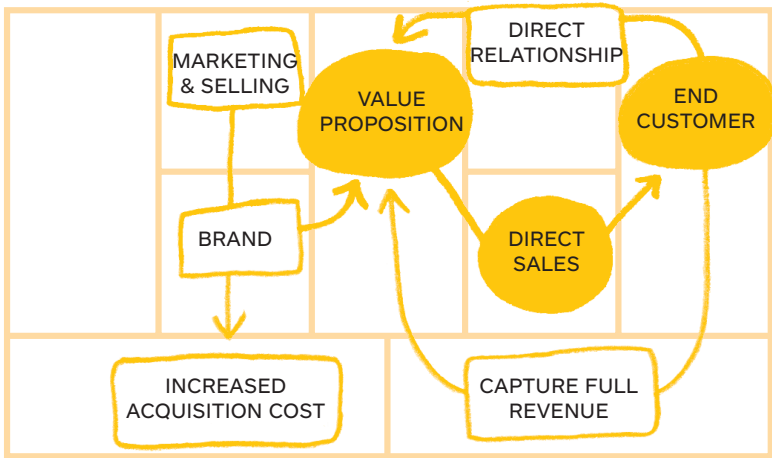 MARKETING
& SELLING
VALUE
PROPOSITION
DIRECT
RELATIONSHIP
END
CUSTOMER
BRAND
DIRECT
SALES
INCREASED
ACQUISITION COST
CAPTURE FULL
REVENUE